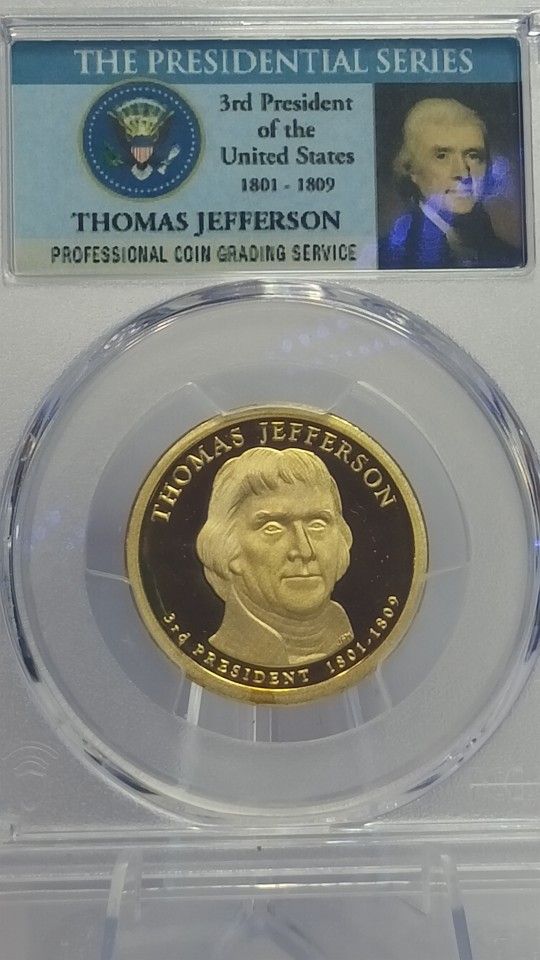 THE PRESIDENTIAL SERIES
3rd President
of the
United States
1801 - 1809
THOMAS JEFFERSON
PROFESSIONAL COIN GRADING SERVICE
THOMAS JEFFERSON
3rd PRESIDENT 1801-1809